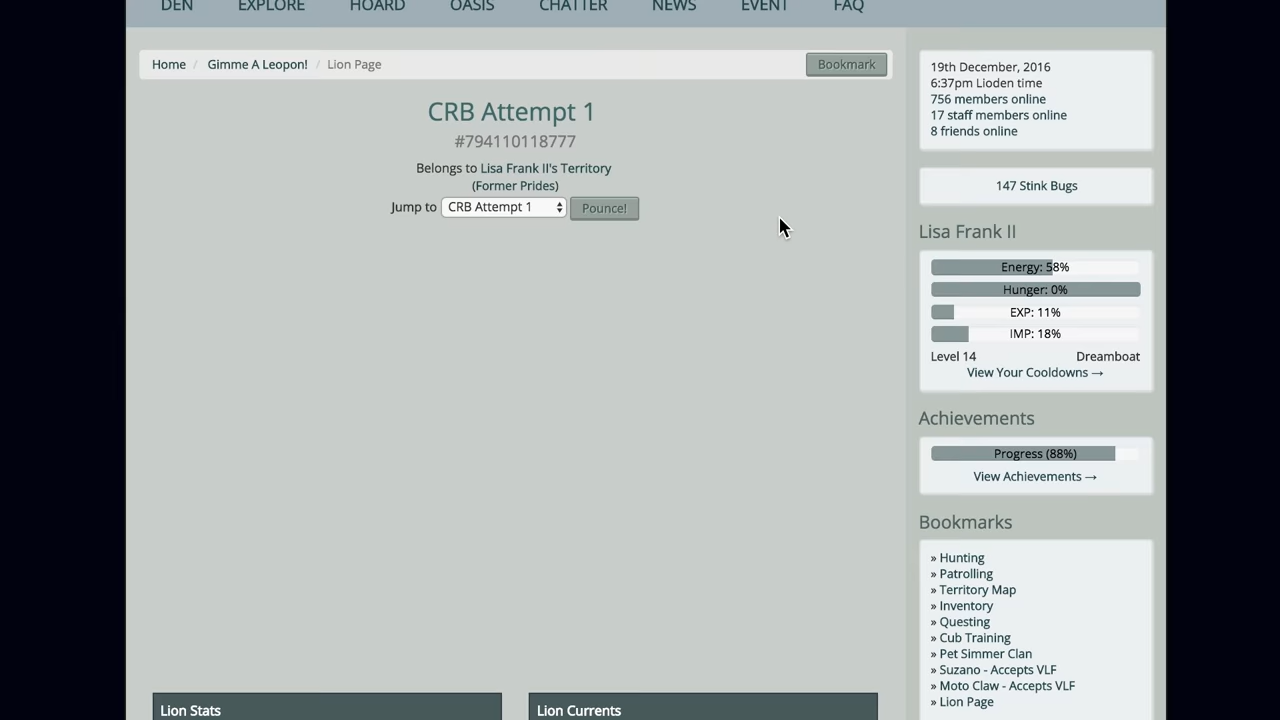 DEN EXPLORE HOARD OASIS CHATTER NEWS EVENT FAQ
Home / Gimme A Leopon! / Lion Page
Bookmark
CRB Attempt 1
#794110118777
Belongs to Lisa Frank II's Territory
(Former Prides)
Jump to CRB Attempt 1 Pounce!
Lion Stats
Lion Currents
19th December, 2016
6:37pm Lioden time
756 members online
17 staff members online
8 friends online
147 Stink Bugs
Lisa Frank II
Energy: 58%
Hunger: 0%
EXP: 11%
IMP: 18%
Level 14 Dreamboat
View Your Cooldowns →
Achievements
Progress (88%)
View Achievements →
Bookmarks
» Hunting
» Patrolling
» Territory Map
» Inventory
» Questing
» Cub Training
» Pet Simmer Clan
» Suzano - Accepts VLF
» Moto Claw - Accepts VLF
» Lion Page